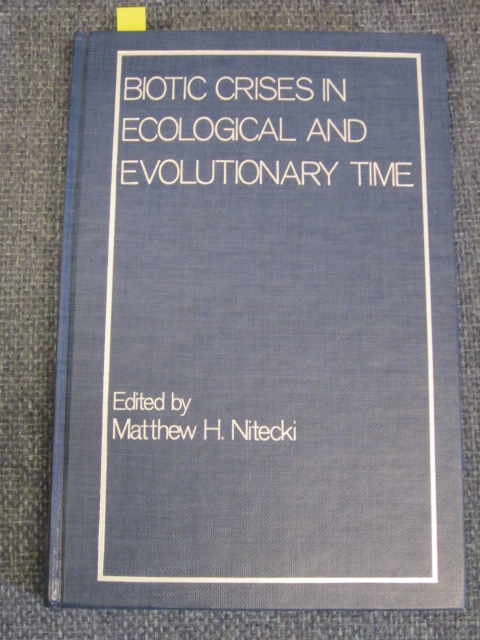 BIOTIC CRISES IN
ECOLOGICAL AND
EVOLUTIONARY TIME
Edited by
Matthew H. Nitecki